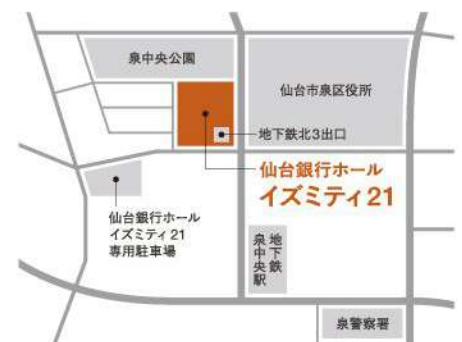 泉中央公園
仙台市泉区役所
地下鉄北3出口
仙台銀行ホール
イズミティ21
仙台銀行ホール
イズミティ21
専用駐車場
地下鉄
泉中央駅
泉警察署